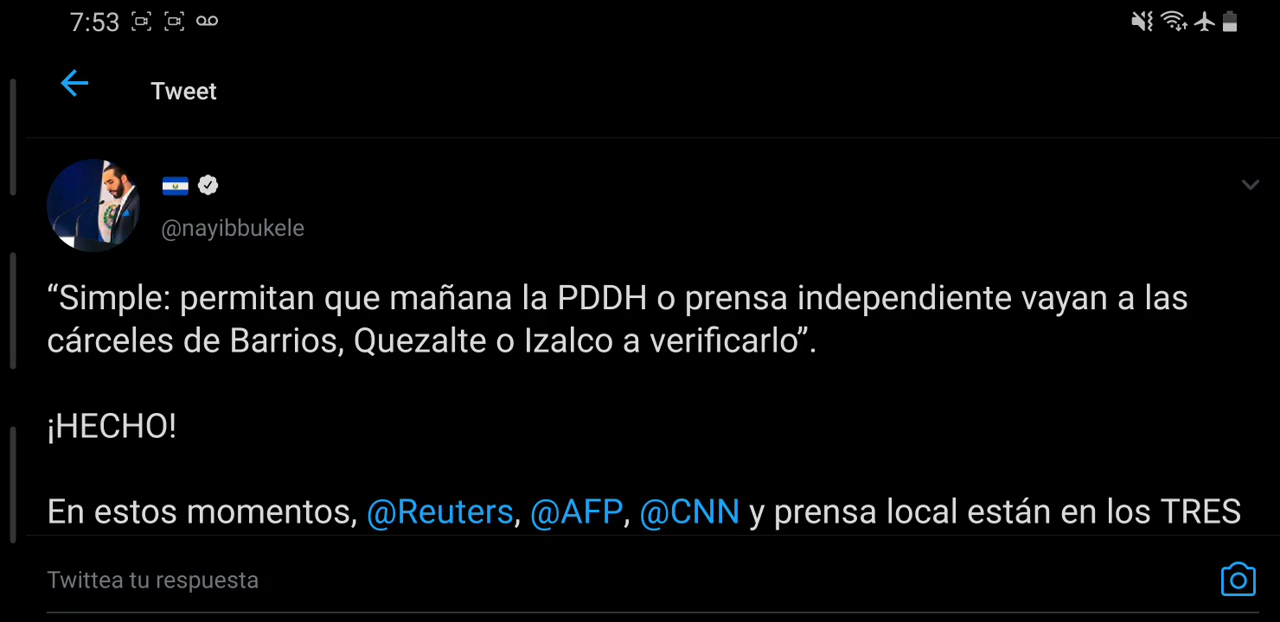 7:53
Tweet
@nayibbukele
“Simple: permitan que mañana la PDDH o prensa independiente vayan a las
cárceles de Barrios, Quezalte o Izalco a verificarlo”.
¡HECHO!
En estos momentos, @Reuters, @AFP, @CNN y prensa local están en los TRES
Twittea tu respuesta